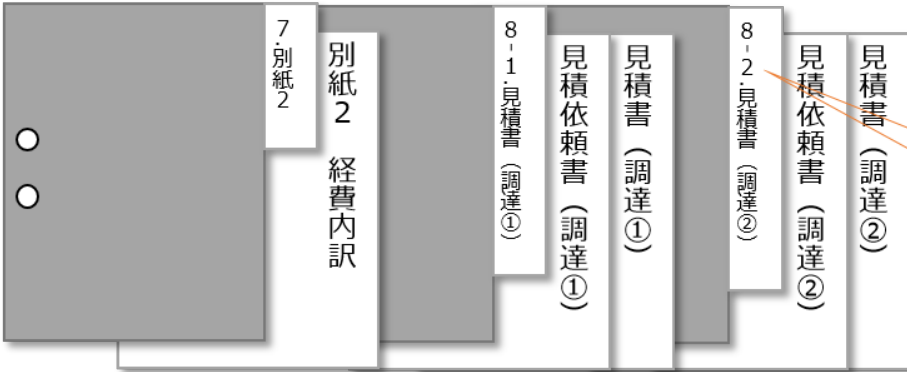 7.別紙2
別紙2　経費内訳
8-1.見積書（調達①）
見積依頼書（調達①）
見積書（調達①）
8-2.見積書（調達②）
見積依頼書（調達②）
見積書（調達②）